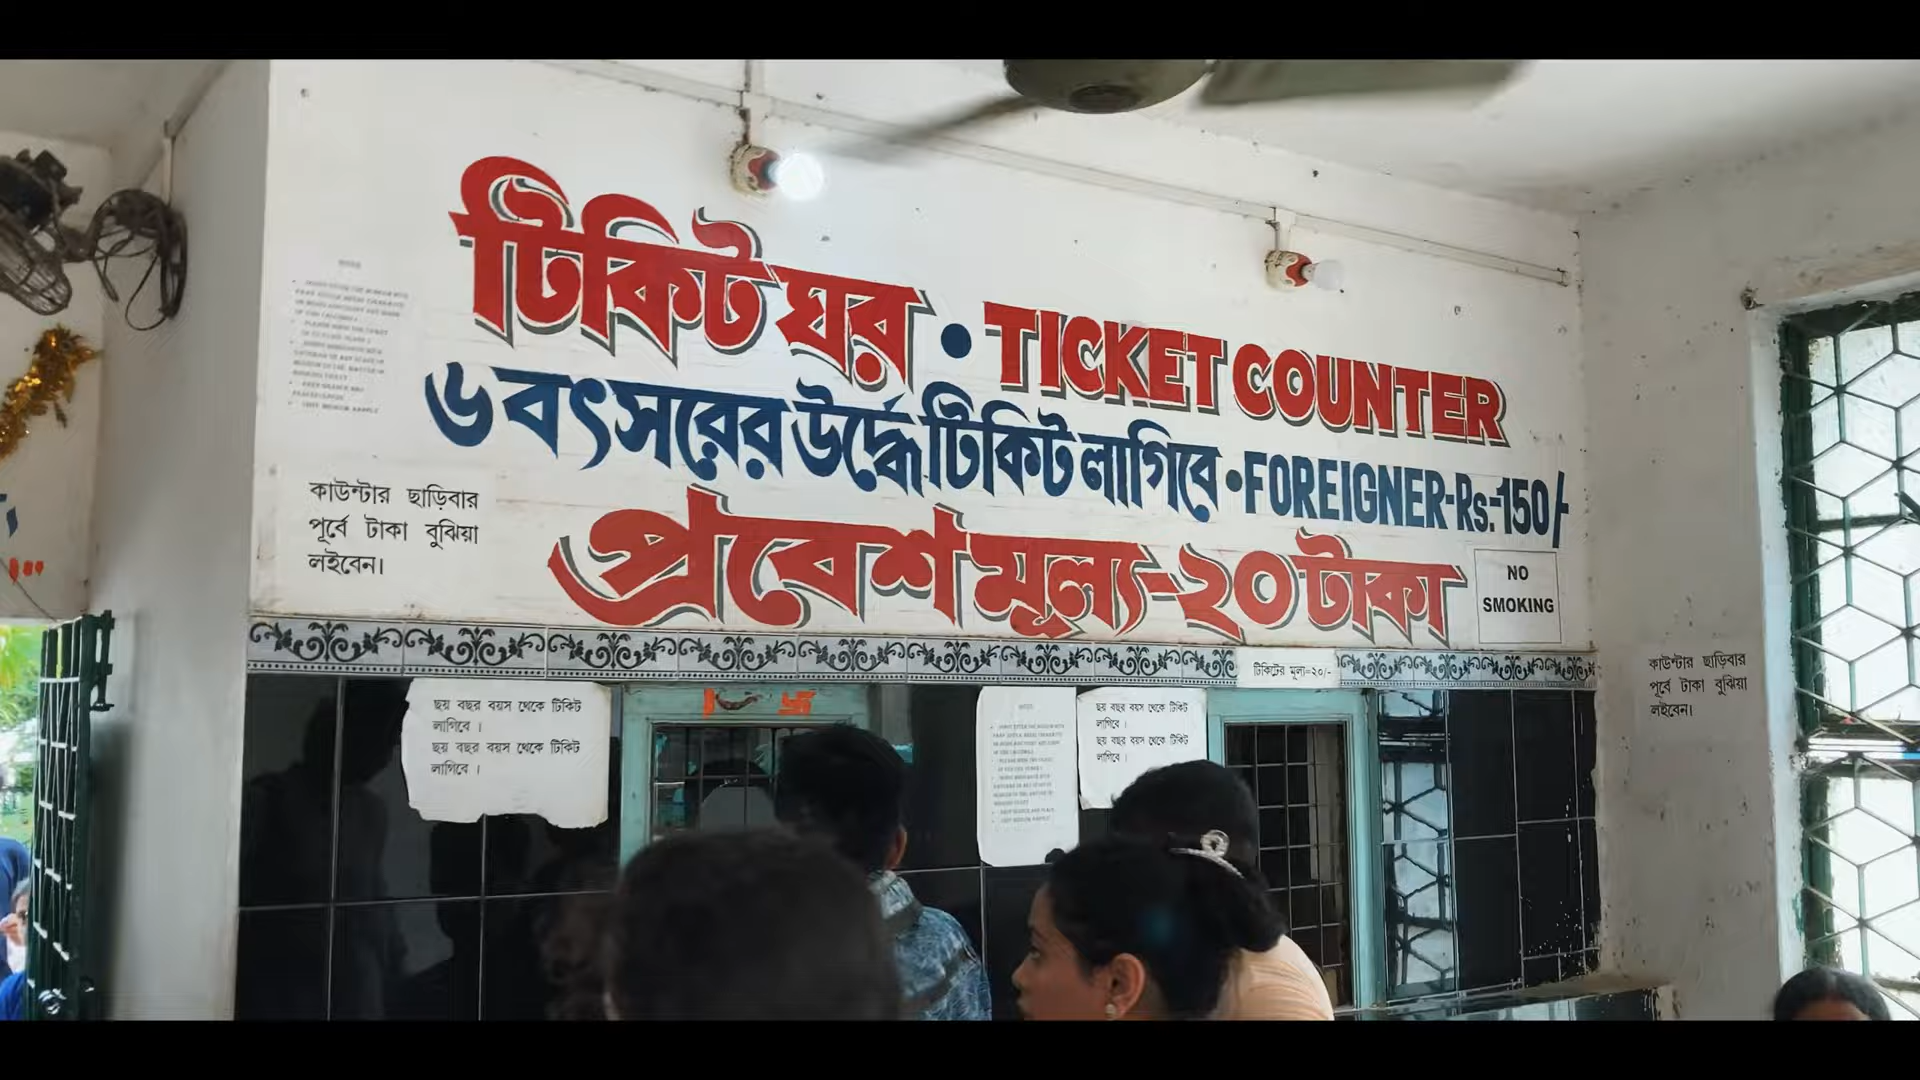 টিকিট ঘর • TICKET COUNTER
৬ বৎসরের উর্দ্ধে টিকিট লাগিবে • FOREIGNER-Rs.-150/-
প্রবেশ মূল্য-২০ টাকা
কাউন্টার ছাড়িবার
পূর্বে টাকা বুঝিয়া
লইবেন।
NO
SMOKING
টিকিটের মূল্য=২০/-
কাউন্টার ছাড়িবার
পূর্বে টাকা বুঝিয়া
লইবেন।
ছয় বছর বয়স থেকে টিকিট
লাগিবে ।
ছয় বছর বয়স থেকে টিকিট
লাগিবে ।
ছয় বছর বয়স থেকে টিকিট
লাগিবে ।
ছয় বছর বয়স থেকে টিকিট
লাগিবে ।